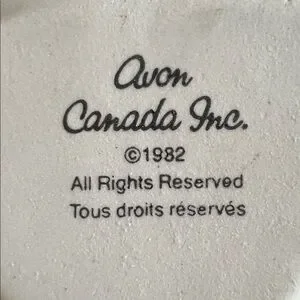 Avon
Canada Inc.
©1982
All Rights Reserved
Tous droits réservés